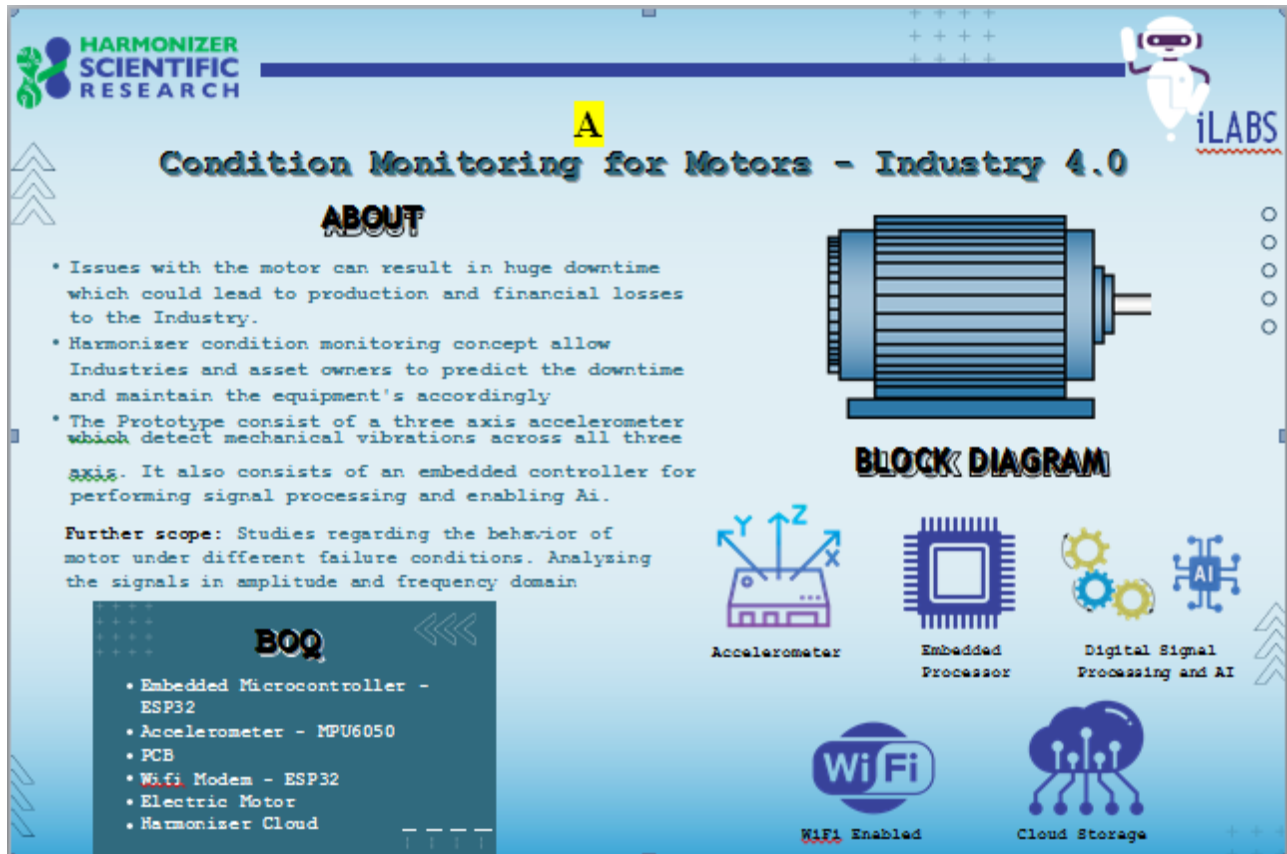 HARMONIZER
SCIENTIFIC
RESEARCH
iLABS
A
Condition Monitoring for Motors - Industry 4.0
ABOUT
• Issues with the motor can result in huge downtime
which could lead to production and financial losses
to the Industry.
• Harmonizer condition monitoring concept allow
Industries and asset owners to predict the downtime
and maintain the equipment's accordingly
• The Prototype consist of a three axis accelerometer
which detect mechanical vibrations across all three
axis. It also consists of an embedded controller for
performing signal processing and enabling Ai.
Further scope: Studies regarding the behavior of
motor under different failure conditions. Analyzing
the signals in amplitude and frequency domain
BOQ
• Embedded Microcontroller -
ESP32
• Accelerometer - MPU6050
• PCB
• Wifi Modem - ESP32
• Electric Motor
• Harmonizer Cloud
BLOCK DIAGRAM
Y Z X
AI
Accelerometer
Embedded
Processor
Digital Signal
Processing and AI
WiFi
WiFi Enabled
Cloud Storage